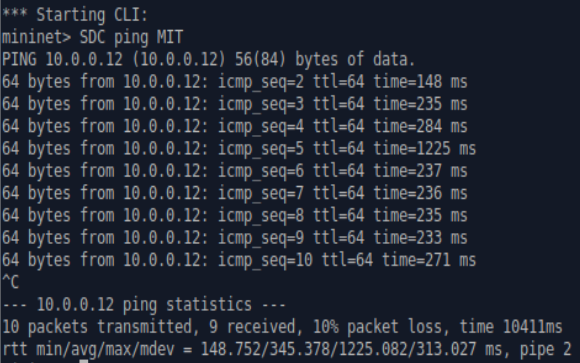 *** Starting CLI:
mininet> SDC ping MIT
PING 10.0.0.12 (10.0.0.12) 56(84) bytes of data.
64 bytes from 10.0.0.12: icmp_seq=2 ttl=64 time=148 ms
64 bytes from 10.0.0.12: icmp_seq=3 ttl=64 time=235 ms
64 bytes from 10.0.0.12: icmp_seq=4 ttl=64 time=284 ms
64 bytes from 10.0.0.12: icmp_seq=5 ttl=64 time=1225 ms
64 bytes from 10.0.0.12: icmp_seq=6 ttl=64 time=237 ms
64 bytes from 10.0.0.12: icmp_seq=7 ttl=64 time=236 ms
64 bytes from 10.0.0.12: icmp_seq=8 ttl=64 time=235 ms
64 bytes from 10.0.0.12: icmp_seq=9 ttl=64 time=233 ms
64 bytes from 10.0.0.12: icmp_seq=10 ttl=64 time=271 ms
^C
--- 10.0.0.12 ping statistics ---
10 packets transmitted, 9 received, 10% packet loss, time 10411ms
rtt min/avg/max/mdev = 148.752/345.378/1225.082/313.027 ms, pipe 2